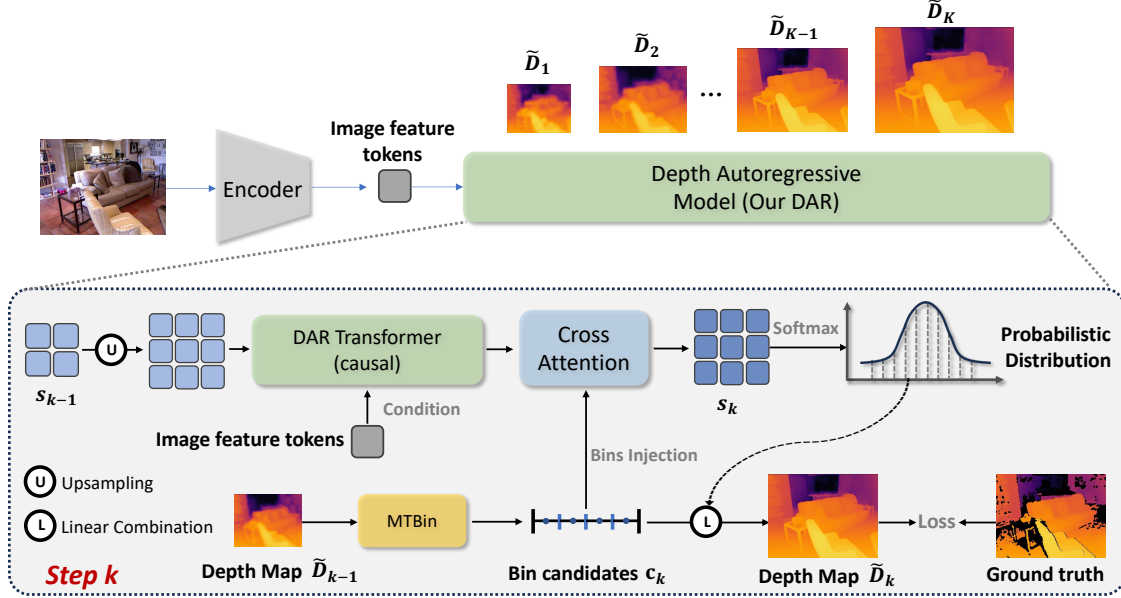 D̃₁
D̃₂
...
D̃_{K-1}
D̃_K
Image feature
tokens
Encoder
Depth Autoregressive
Model (Our DAR)
s_{k-1}
U
DAR Transformer
(causal)
Condition
Image feature tokens
Cross
Attention
s_k
Softmax
Probabilistic
Distribution
Bins Injection
U Upsampling
L Linear Combination
Step k
MTBin
L
Loss
Depth Map D̃_{k-1}
Bin candidates c_k
Depth Map D̃_k
Ground truth